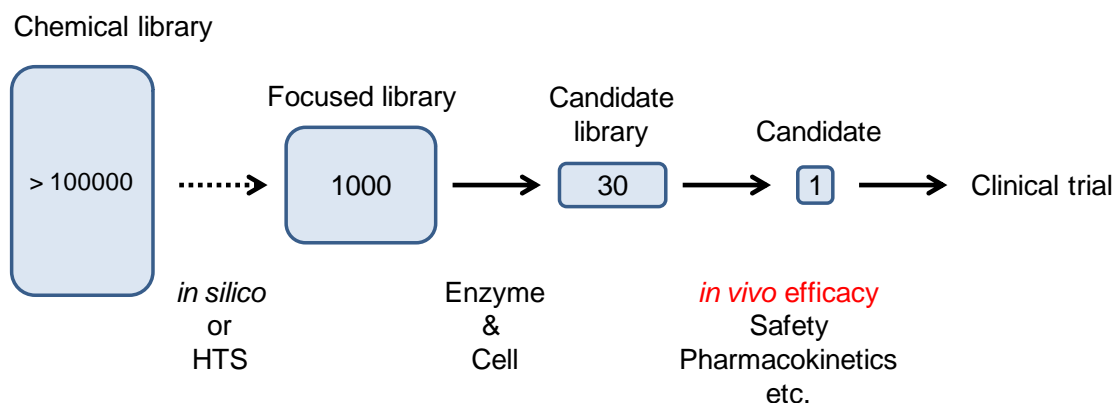 Chemical library
> 100000
in silico
or
HTS
Focused library
1000
Enzyme
&
Cell
Candidate
library
30
in vivo efficacy
Safety
Pharmacokinetics
etc.
Candidate
1
Clinical trial